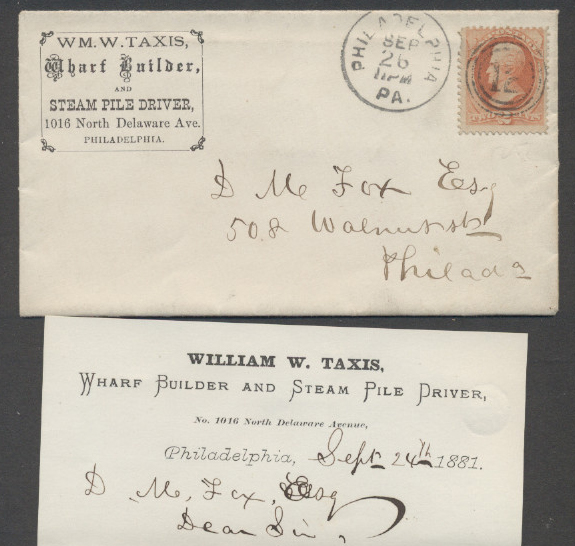 WM. W. TAXIS,
Wharf Builder,
AND
STEAM PILE DRIVER,
1016 North Delaware Ave.
PHILADELPHIA.
PHILADELPHIA
SEP
26
11 PM
PA.
12
D M Fox Esq
508 Walnut st
Philada
WILLIAM W. TAXIS,
WHARF BUILDER AND STEAM PILE DRIVER,
No. 1016 North Delaware Avenue,
Philadelphia, Sept 24th 1881.
D. M. Fox, Esq
Dear Sir,